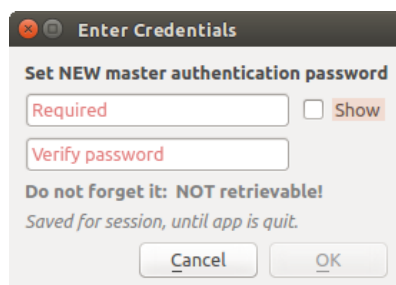 Enter Credentials
Set NEW master authentication password
Required Show
Verify password
Do not forget it: NOT retrievable!
Saved for session, until app is quit.
Cancel OK